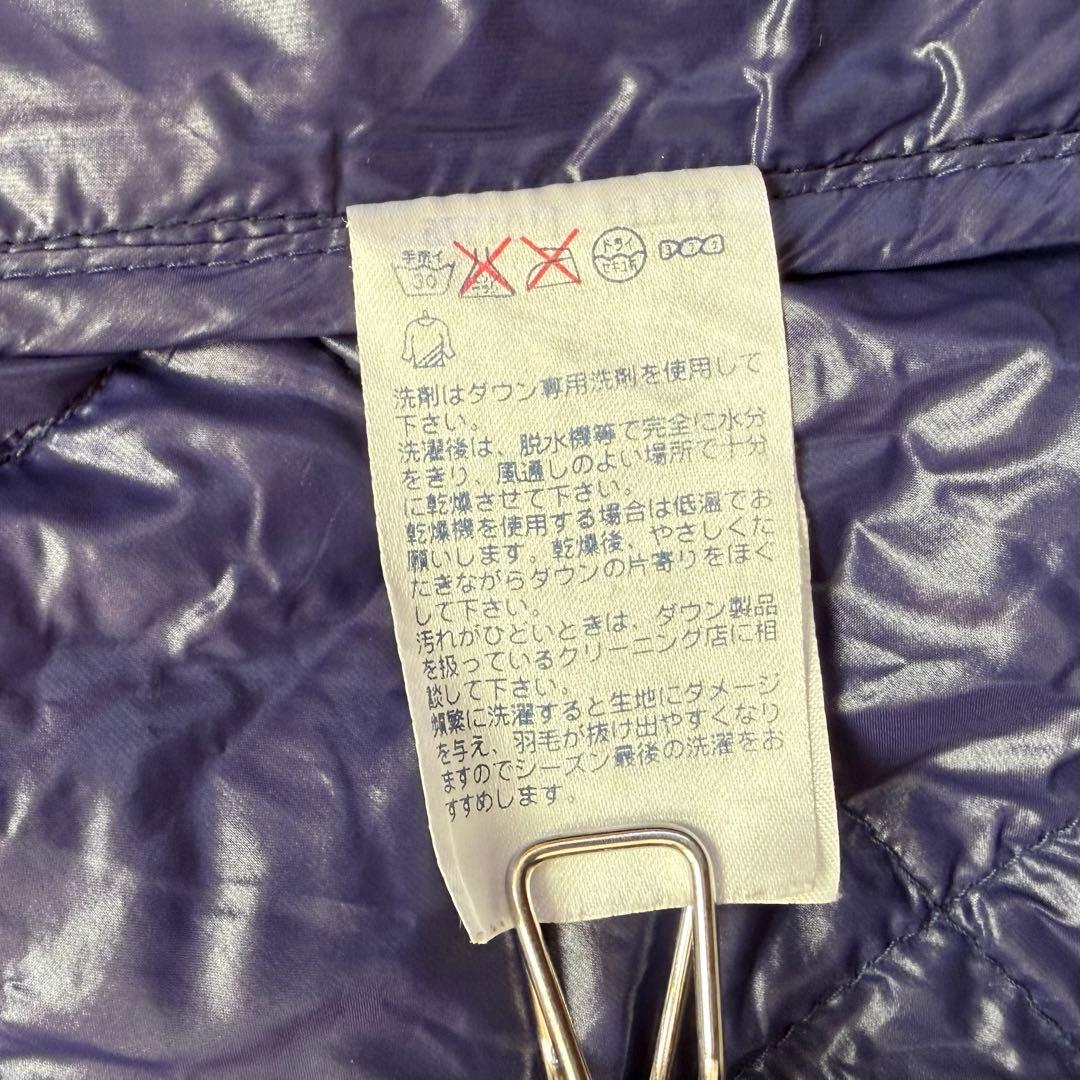 手洗イ
30
エンソサラシ
ドライ
セキユ系
洗剤はダウン専用洗剤を使用して
下さい。
洗濯後は、脱水機等で完全に水分
をきり、風通しのよい場所で十分
に乾燥させて下さい。
乾燥機を使用する場合は低温でお
願いします。乾燥後、やさしくた
たきながらダウンの片寄りをほぐ
して下さい。
汚れがひどいときは、ダウン製品
を扱っているクリーニング店に相
談して下さい。
頻繁に洗濯すると生地にダメージ
を与え、羽毛が抜け出やすくなり
ますのでシーズン最後の洗濯をお
すすめします。